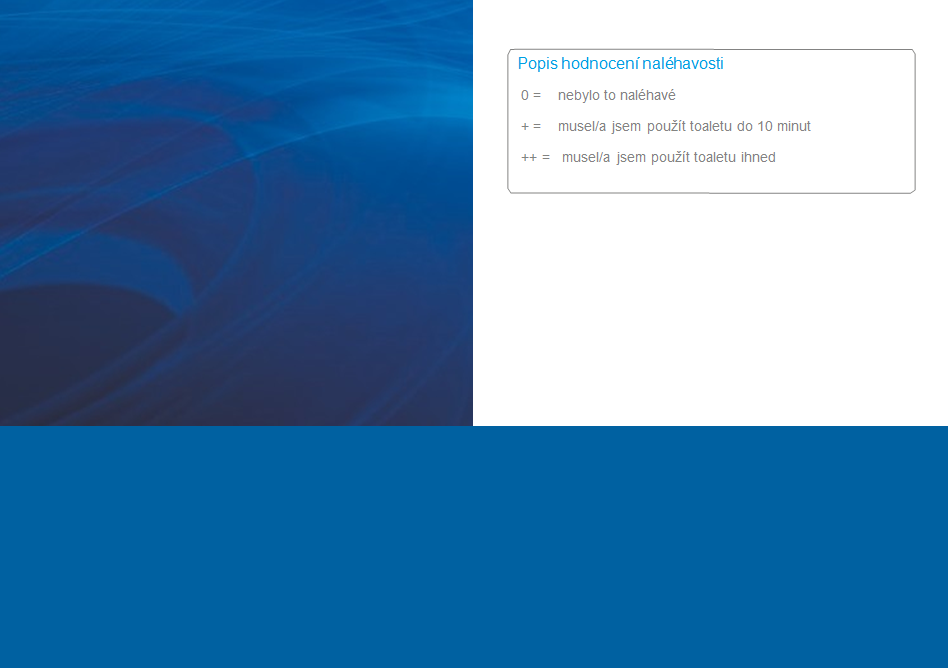 Popis hodnocení naléhavosti
0 = nebylo to naléhavé
+ = musel/a jsem použít toaletu do 10 minut
++ = musel/a jsem použít toaletu ihned